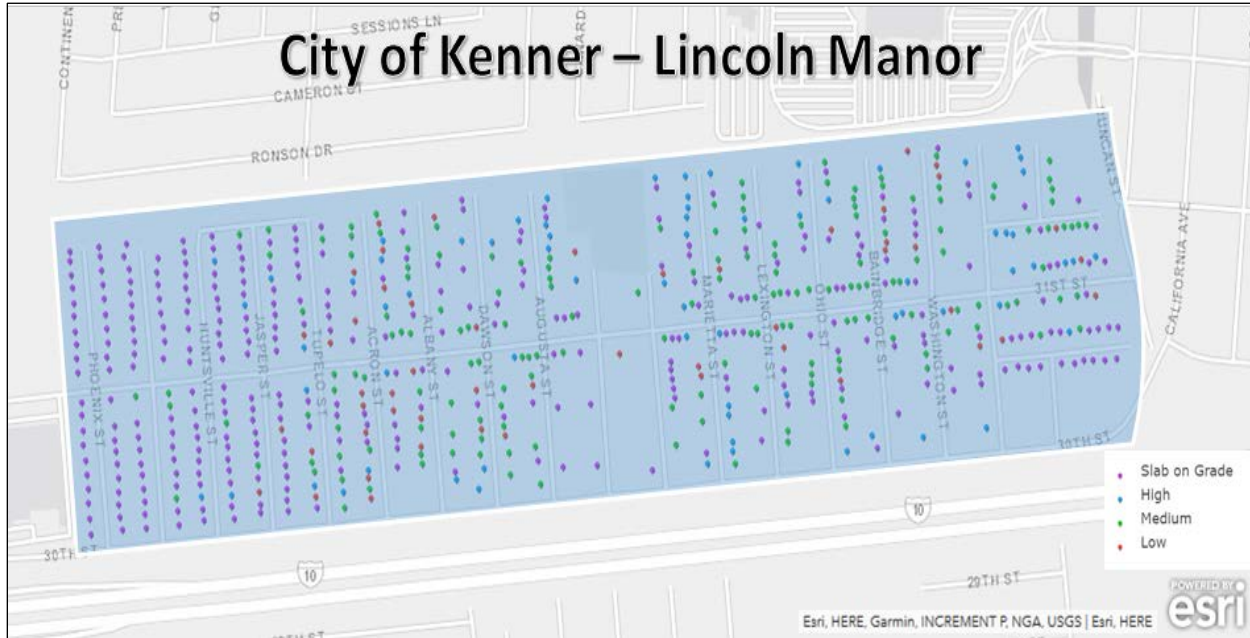 City of Kenner – Lincoln Manor
SESSIONS LN
CAMERON ST
RONSON DR
CONTINEN
PRI
G
ARD
DUNCAN ST
CALIFORNIA AVE
31ST ST
PHOENIX ST
HUNTSVILLE ST
JASPER ST
TUPELO ST
ACRON ST
ALBANY ST
DAWSON ST
AUGUSTA ST
MARIETTA ST
LEXINGTON ST
OHIO ST
BAINBRIDGE ST
WASHINGTON ST
30TH ST
30TH ST
10
10
29TH ST
Slab on Grade
High
Medium
Low
POWERED BY
esri
Esri, HERE, Garmin, INCREMENT P, NGA, USGS | Esri, HERE